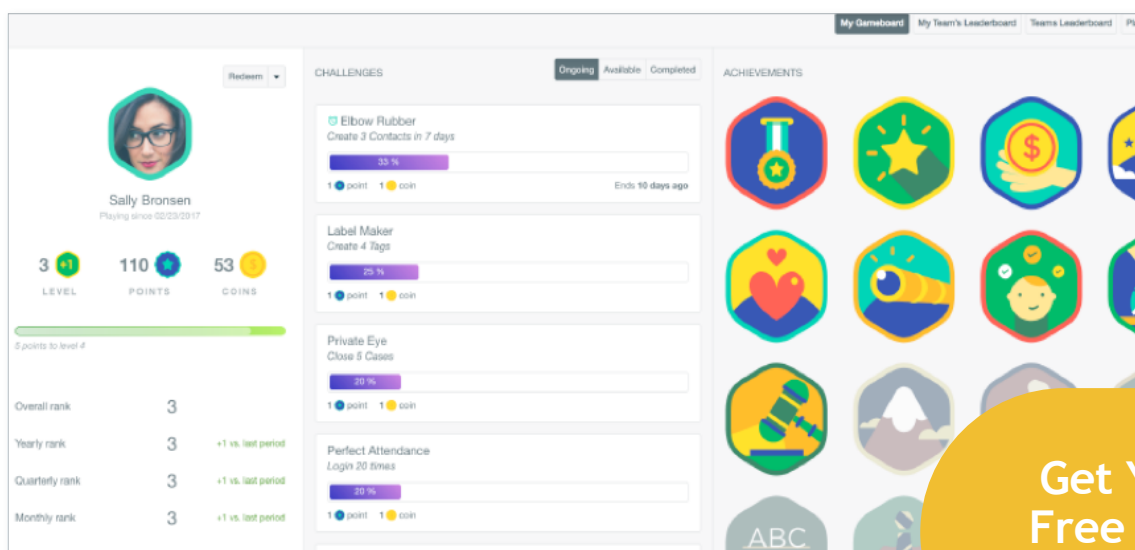 My Gameboard
My Team's Leaderboard
Teams Leaderboard
Redeem
Sally Bronsen
Playing since 02/23/2017
3 +1
LEVEL
110
POINTS
53 $
COINS
5 points to level 4
Overall rank 3
Yearly rank 3 +1 vs. last period
Quarterly rank 3 +1 vs. last period
Monthly rank 3 +1 vs. last period
CHALLENGES
Ongoing Available Completed
Elbow Rubber
Create 3 Contacts in 7 days
33 %
1 point 1 coin Ends 10 days ago
Label Maker
Create 4 Tags
25 %
1 point 1 coin
Private Eye
Close 5 Cases
20 %
1 point 1 coin
Perfect Attendance
Login 20 times
20 %
1 point 1 coin
ACHIEVEMENTS
$
ABC
Get
Free